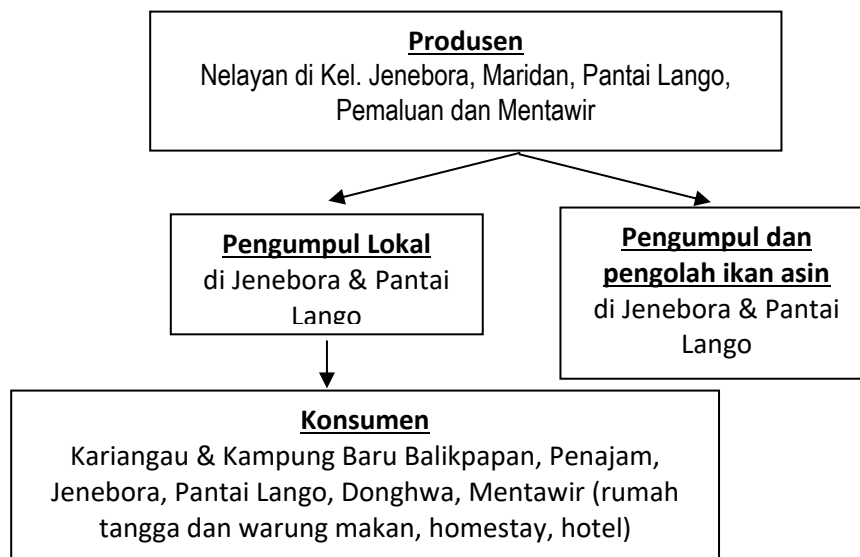 Produsen
Nelayan di Kel. Jenebora, Maridan, Pantai Lango,
Pemaluan dan Mentawir
Pengumpul Lokal
di Jenebora & Pantai
Lango
Pengumpul dan
pengolah ikan asin
di Jenebora & Pantai
Lango
Konsumen
Kariangau & Kampung Baru Balikpapan, Penajam,
Jenebora, Pantai Lango, Donghwa, Mentawir (rumah
tangga dan warung makan, homestay, hotel)